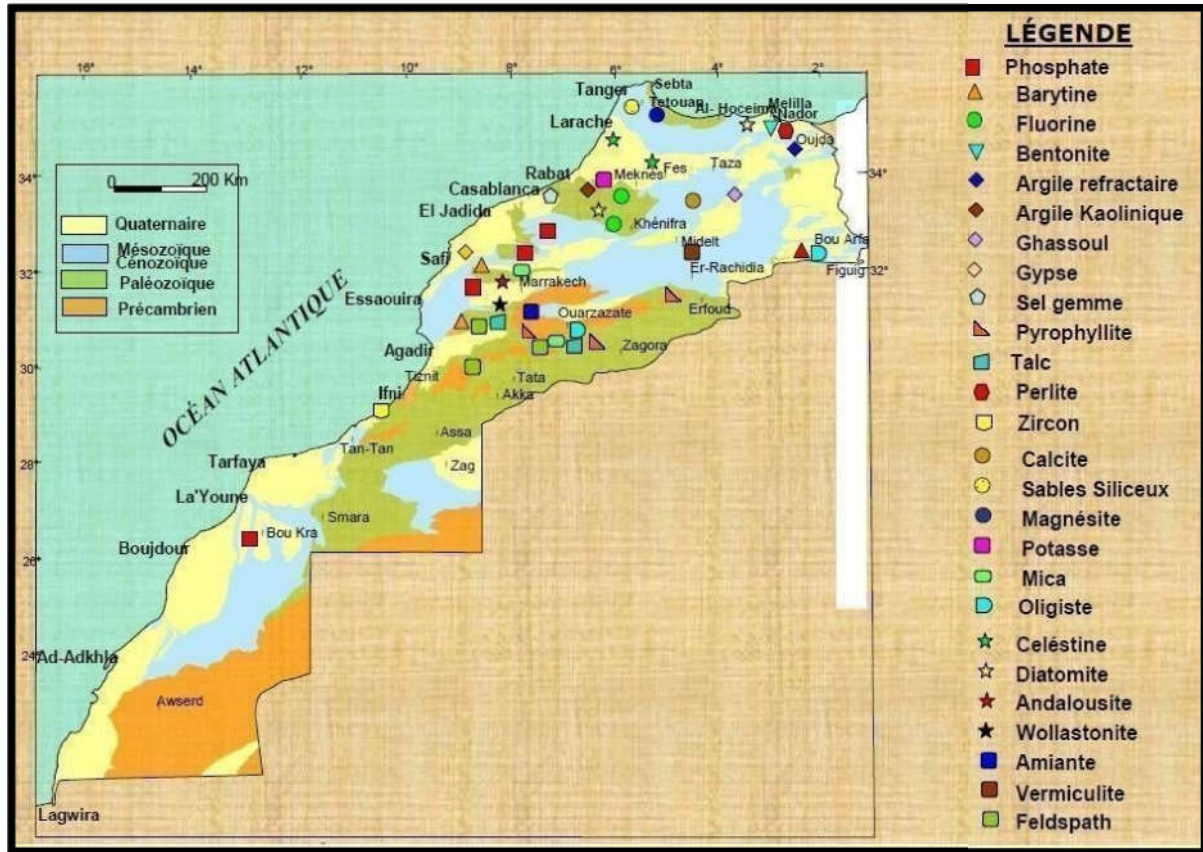 LÉGENDE
Phosphate
Barytine
Fluorine
Bentonite
Argile refractaire
Argile Kaolinique
Ghassoul
Gypse
Sel gemme
Pyrophyllite
Talc
Perlite
Zircon
Calcite
Sables Siliceux
Magnésite
Potasse
Mica
Oligiste
Celéstine
Diatomite
Andalousite
Wollastonite
Amiante
Vermiculite
Feldspath
16°
14°
12°
10°
8°
6°
4°
2°
0 200 Km
Quaternaire
Mésozoïque
Cénozoïque
Paléozoïque
Précambrien
34°
32°
30°
28°
26°
24°
34°
32°
OCÉAN ATLANTIQUE
Tanger
Sebta
Tetouan
Al- Hoceima
Melilla
Nador
Larache
Oujda
Rabat
Meknés
Fes
Taza
Casablanca
El Jadida
Khénifra
Safi
Midelt
Bou Arfa
Er-Rachidia
Figuig
Marrakech
Essaouira
Ouarzazate
Erfoud
Agadir
Zagora
Tiznit
Tata
Ifni
Akka
Assa
Tan-Tan
Zag
Tarfaya
La'Youne
Smara
Bou Kra
Boujdour
Ad-Adkhla
Awserd
Lagwira